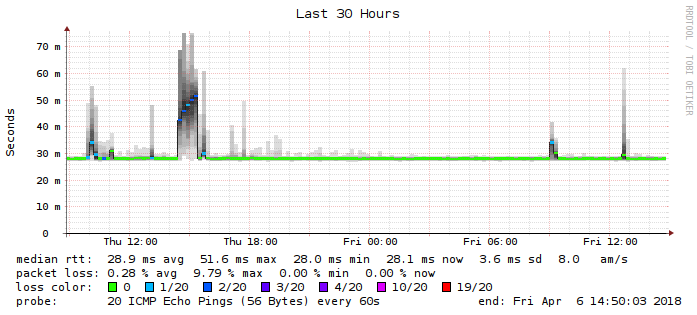 Last 30 Hours
RRDTOOL / TOBI OETIKER
Seconds
70 m
60 m
50 m
40 m
30 m
20 m
10 m
0
Thu 12:00 Thu 18:00 Fri 00:00 Fri 06:00 Fri 12:00
median rtt: 28.9 ms avg 51.6 ms max 28.0 ms min 28.1 ms now 3.6 ms sd 8.0 am/s
packet loss: 0.28 % avg 9.79 % max 0.00 % min 0.00 % now
loss color: 0 1/20 2/20 3/20 4/20 10/20 19/20
probe: 20 ICMP Echo Pings (56 Bytes) every 60s end: Fri Apr 6 14:50:03 2018